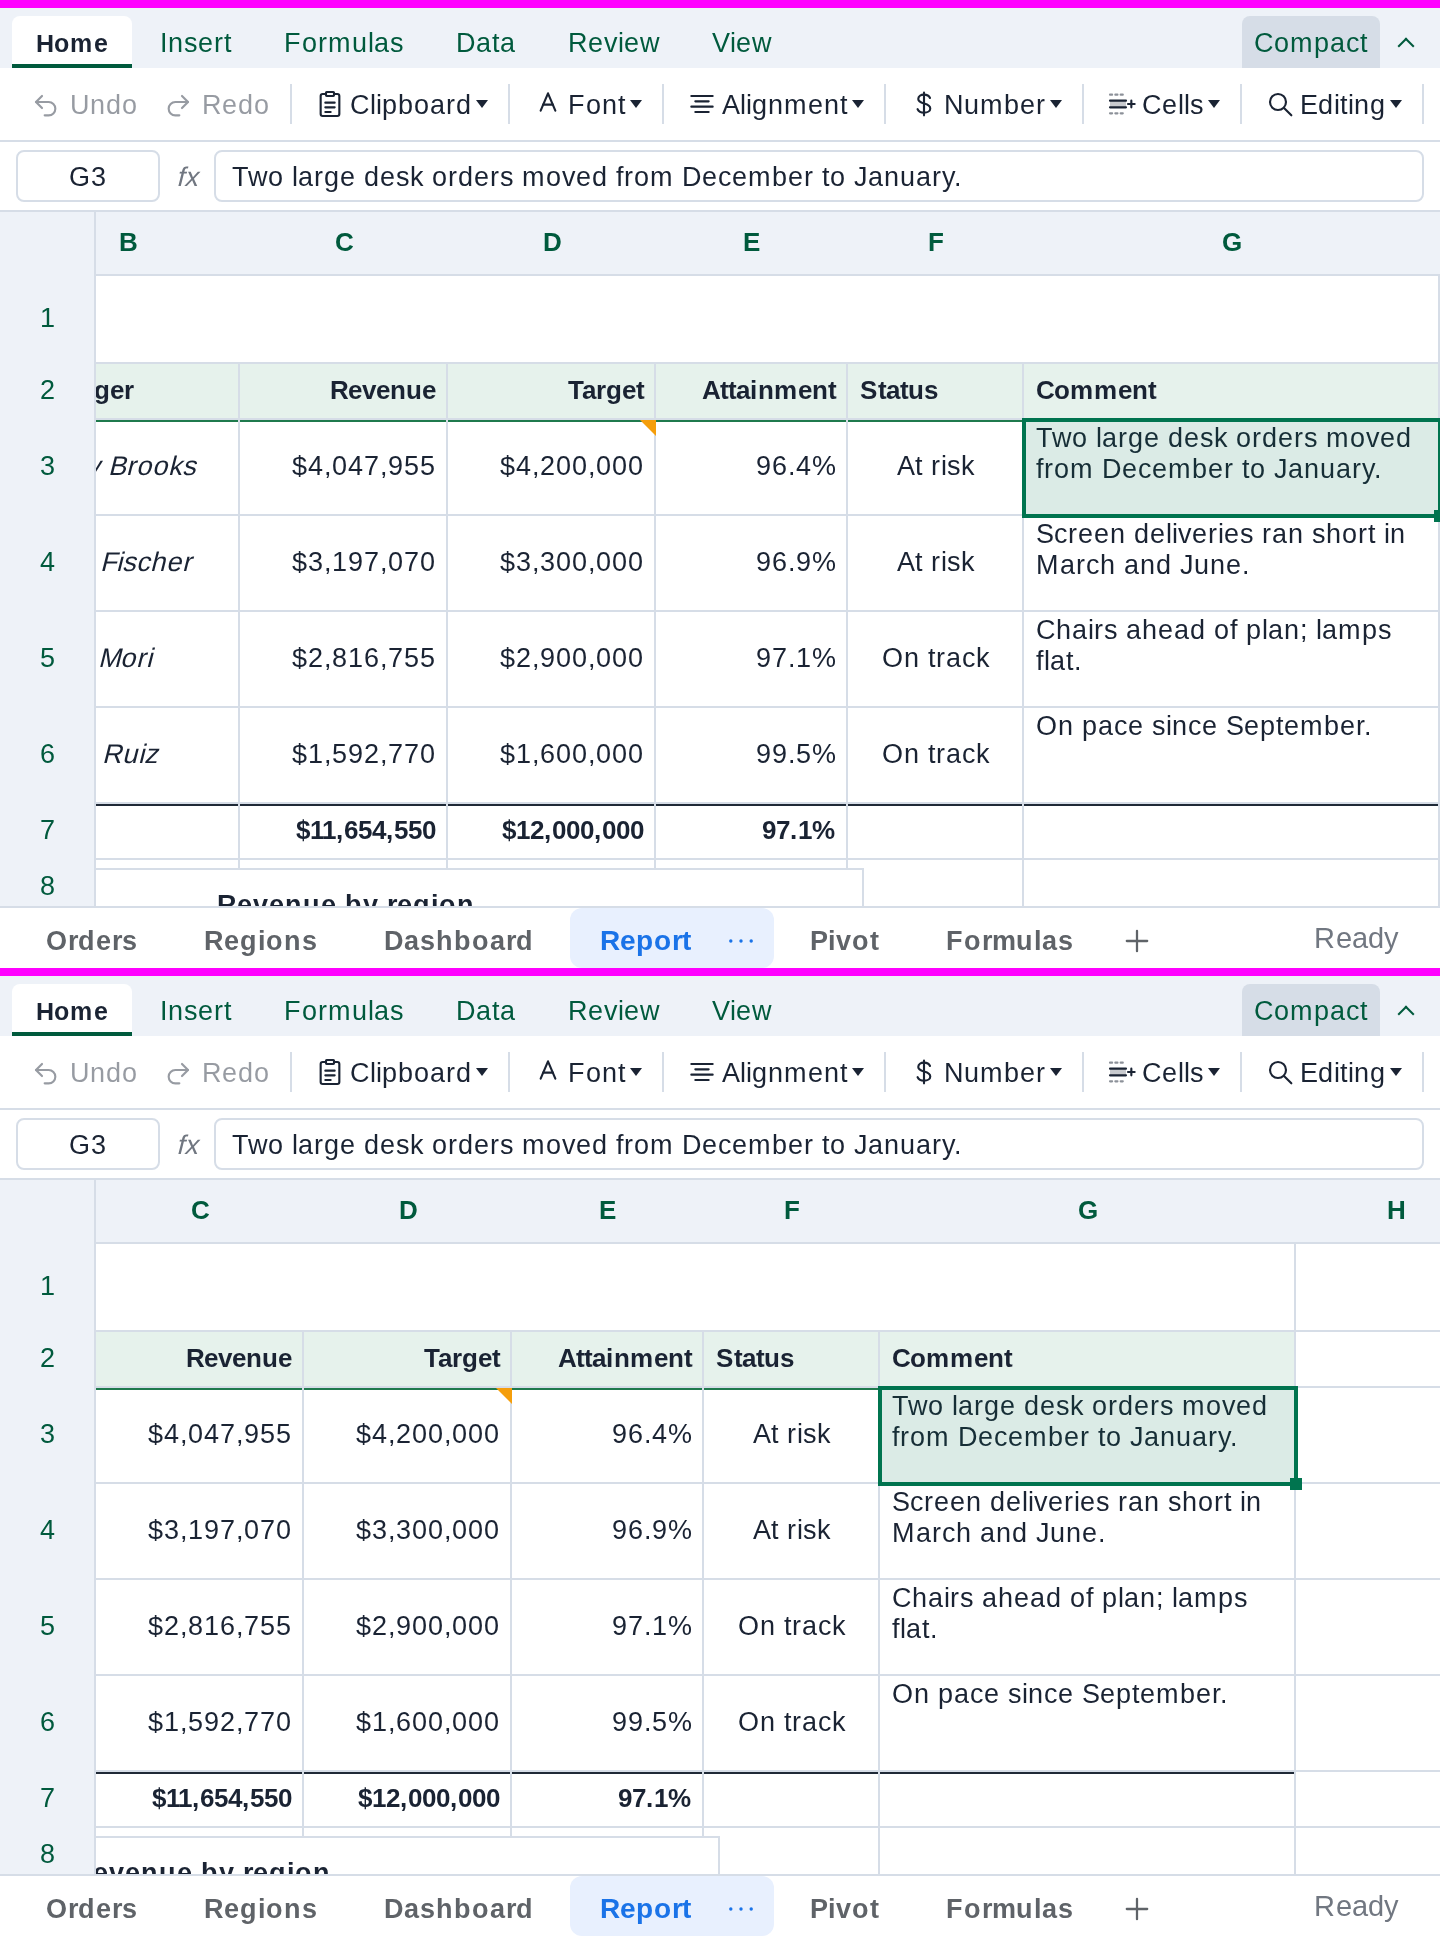 Home Insert Formulas Data Review View Compact
Undo Redo Clipboard Font Alignment $ Number Cells Editing
G3 fx Two large desk orders moved from December to January.
B C D E F G
1
2 ger Revenue Target Attainment Status Comment
3 Brooks $4,047,955 $4,200,000 96.4% At risk Two large desk orders moved
from December to January.
4 Fischer $3,197,070 $3,300,000 96.9% At risk Screen deliveries ran short in
March and June.
5 Mori $2,816,755 $2,900,000 97.1% On track Chairs ahead of plan; lamps
flat.
6 Ruiz $1,592,770 $1,600,000 99.5% On track On pace since September.
7 $11,654,550 $12,000,000 97.1%
8 Revenue by region
Orders Regions Dashboard Report ··· Pivot Formulas + Ready
Home Insert Formulas Data Review View Compact
Undo Redo Clipboard Font Alignment $ Number Cells Editing
G3 fx Two large desk orders moved from December to January.
C D E F G H
1
2 Revenue Target Attainment Status Comment
3 $4,047,955 $4,200,000 96.4% At risk Two large desk orders moved
from December to January.
4 $3,197,070 $3,300,000 96.9% At risk Screen deliveries ran short in
March and June.
5 $2,816,755 $2,900,000 97.1% On track Chairs ahead of plan; lamps
flat.
6 $1,592,770 $1,600,000 99.5% On track On pace since September.
7 $11,654,550 $12,000,000 97.1%
8 evenue by region
Orders Regions Dashboard Report ··· Pivot Formulas + Ready